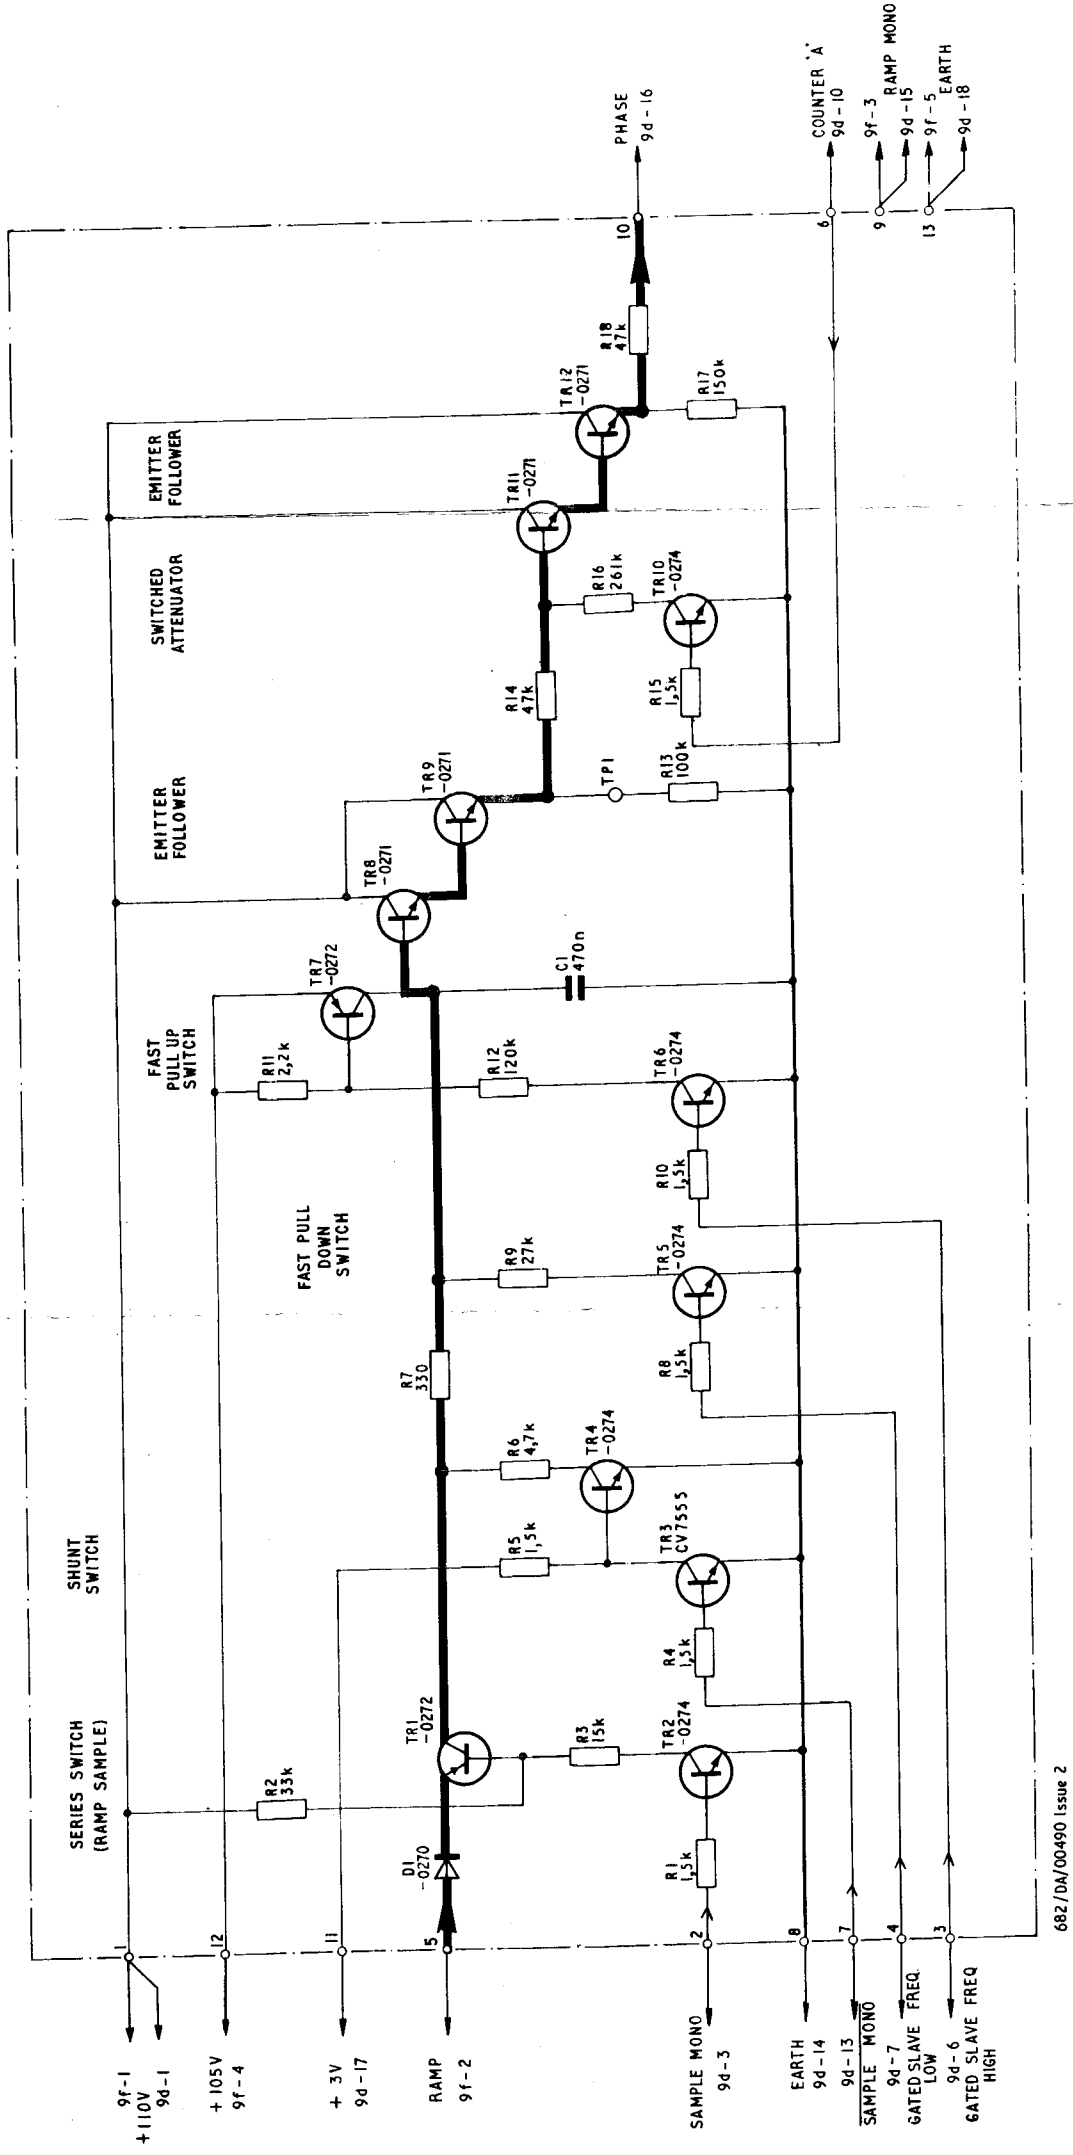 SERIES SWITCH
(RAMP SAMPLE)
SHUNT
SWITCH
FAST PULL
DOWN
SWITCH
FAST
PULL UP
SWITCH
EMITTER
FOLLOWER
SWITCHED
ATTENUATOR
EMITTER
FOLLOWER
9f-1
+110V
9d-1
1
+105V
9f-4
12
+3V
9d-17
11
RAMP
9f-2
5
SAMPLE MONO
9d-3
2
EARTH
9d-14
8
9d-13
SAMPLE MONO
7
9d-7
GATED SLAVE FREQ.
LOW
4
9d-6
GATED SLAVE FREQ
HIGH
3
D1
-0270
R2
33k
TR1
-0272
R3
15k
R1
1,5k
TR2
-0274
R4
1,5k
TR3
CV7555
R5
1,5k
R6
4,7k
TR4
-0274
R7
330
R8
1,5k
TR5
-0274
R9
27k
R10
1,5k
TR6
-0274
R11
2,2k
R12
120k
TR7
-0272
C1
470n
TR8
-0271
TR9
-0271
TP1
R13
100k
R14
47k
R15
1,5k
R16
261k
TR10
-0274
TR11
-0271
TR12
-0271
R17
150k
R18
47k
10
PHASE
9d-16
6
COUNTER 'A'
9d-10
9
9f-3
RAMP MONO
9d-15
13
9f-5
EARTH
9d-18
682/DA/00490 Issue 2